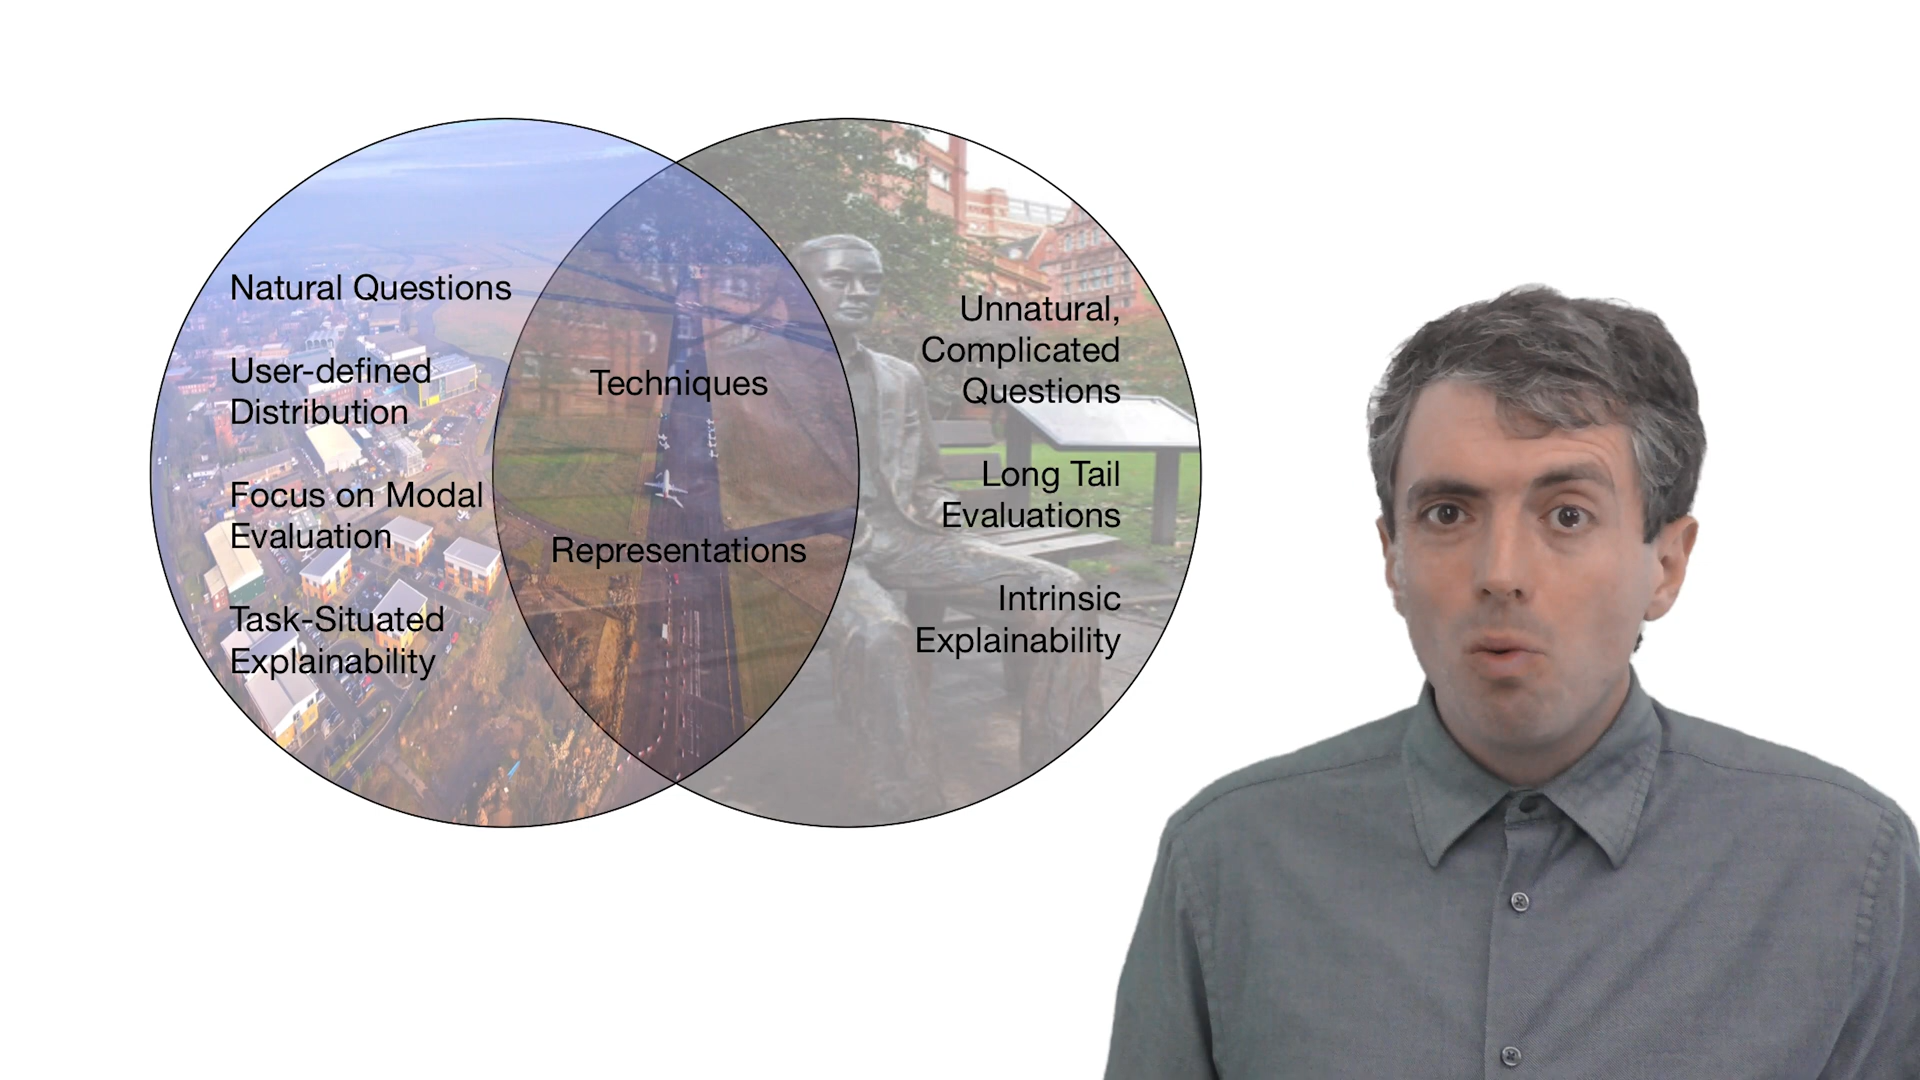 Natural Questions
User-defined
Distribution
Focus on Modal
Evaluation
Task-Situated
Explainability
Techniques
Representations
Unnatural,
Complicated
Questions
Long Tail
Evaluations
Intrinsic
Explainability